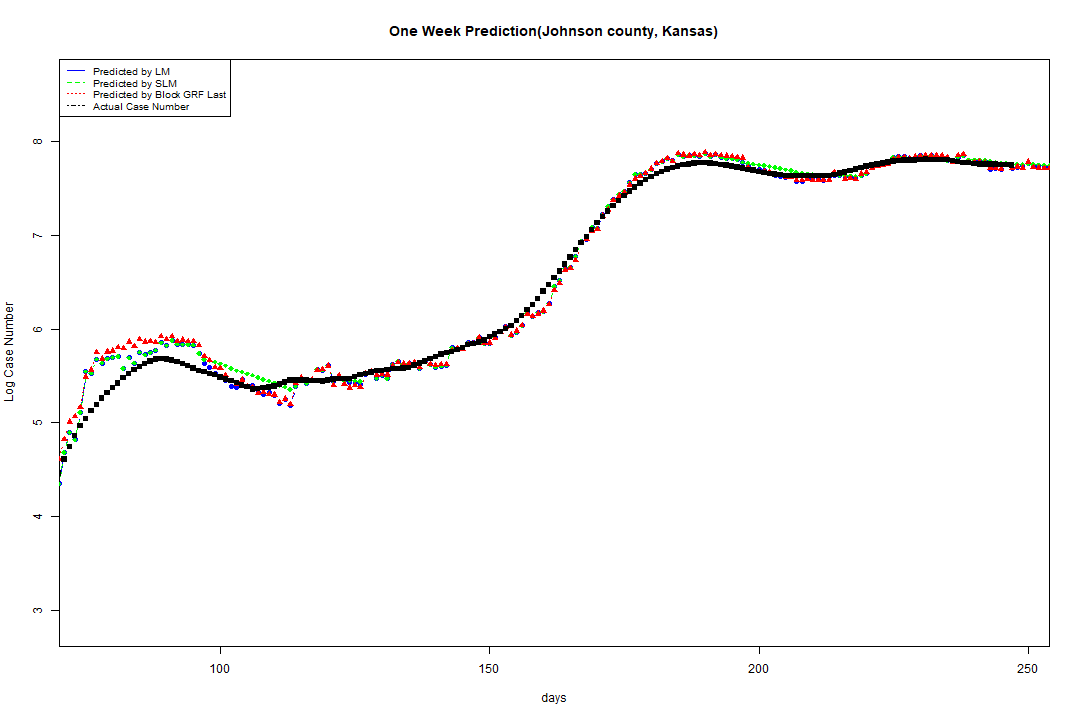 One Week Prediction(Johnson county, Kansas)
Predicted by LM
Predicted by SLM
Predicted by Block GRF Last
Actual Case Number
8
7
6
5
4
3
Log Case Number
100 150 200 250
days